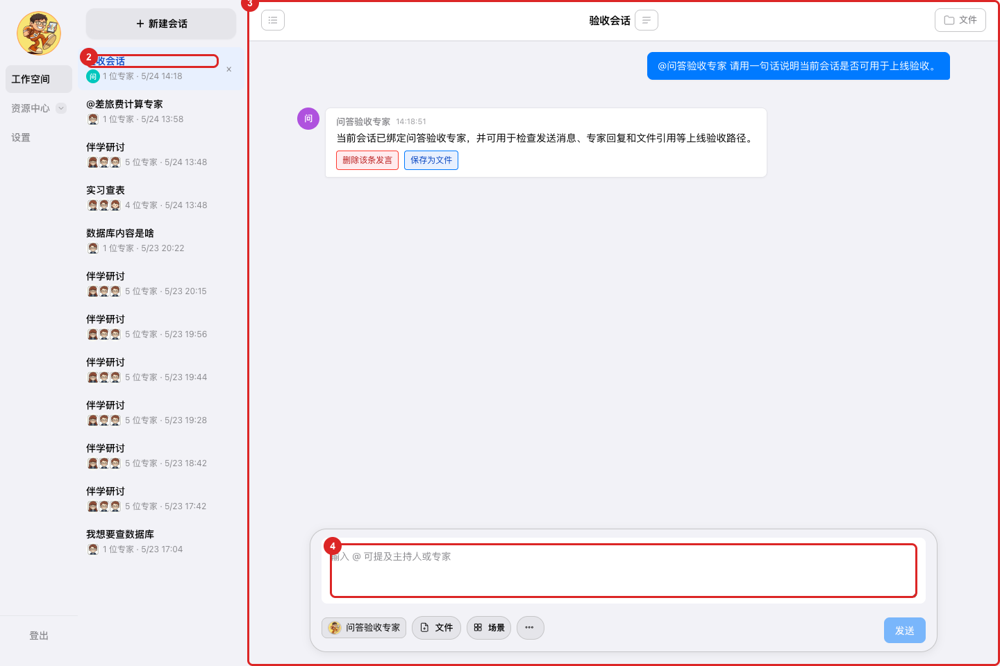 工作空间
资源中心
设置
登出
+ 新建会话
2
收会话
问 1 位专家 · 5/24 14:18
×
@差旅费计算专家
1 位专家 · 5/24 13:58
伴学研讨
5 位专家 · 5/24 13:48
实习查表
4 位专家 · 5/24 13:48
数据库内容是啥
1 位专家 · 5/23 20:22
伴学研讨
5 位专家 · 5/23 20:15
伴学研讨
5 位专家 · 5/23 19:56
伴学研讨
5 位专家 · 5/23 19:44
伴学研讨
5 位专家 · 5/23 19:28
伴学研讨
5 位专家 · 5/23 18:42
伴学研讨
5 位专家 · 5/23 17:42
我想要查数据库
1 位专家 · 5/23 17:04
3
验收会话
文件
@问答验收专家 请用一句话说明当前会话是否可用于上线验收。
问
问答验收专家 14:18:51
当前会话已绑定问答验收专家，并可用于检查发送消息、专家回复和文件引用等上线验收路径。
删除该条发言 保存为文件
4
输入 @ 可提及主持人或专家
问答验收专家 文件 场景 ···
发送